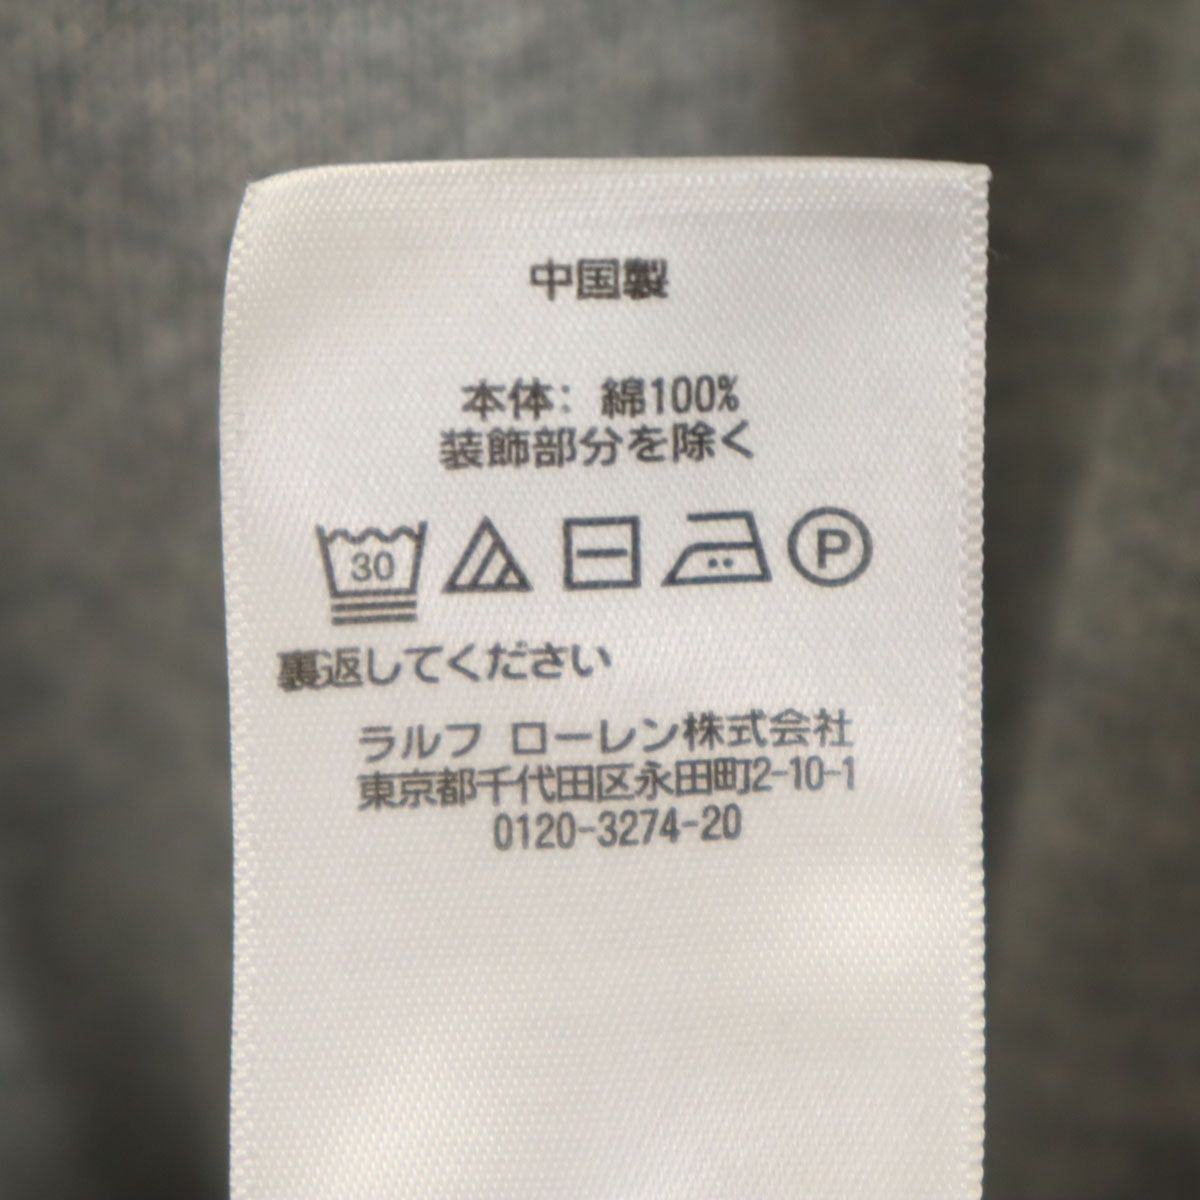 中国製
本体: 綿100%
装飾部分を除く
30 P
裏返してください
ラルフ ローレン株式会社
東京都千代田区永田町2-10-1
0120-3274-20